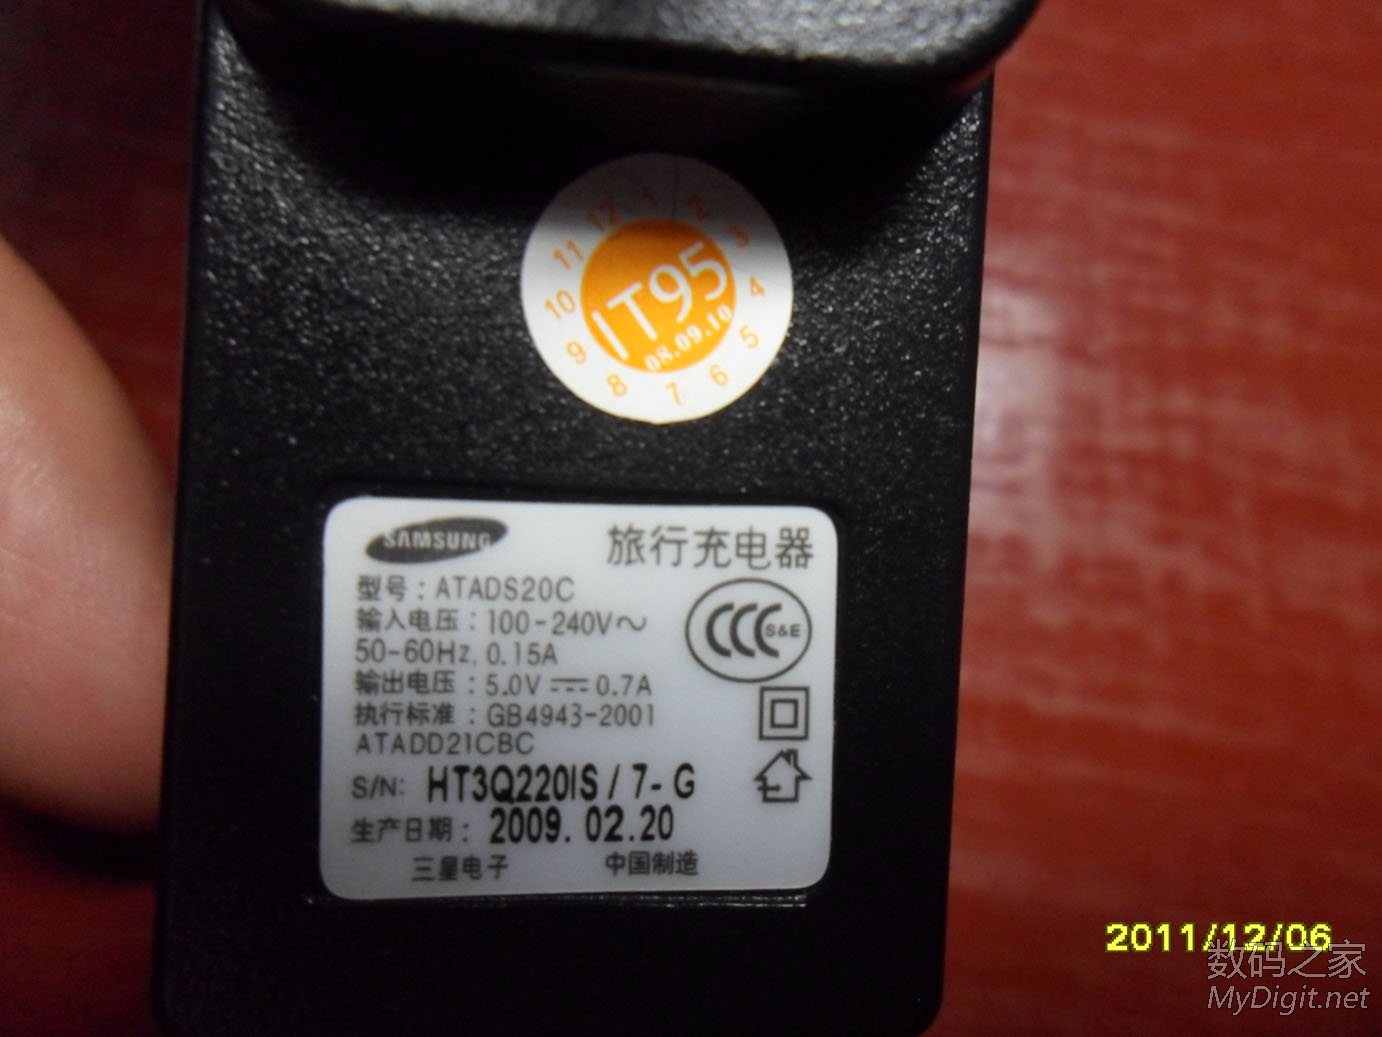 12 1 2
11 3
10 4
9 5
8 7 6
IT95
08.09.10
SAMSUNG
旅行充电器
型号：ATADS20C
输入电压：100-240V～
50-60Hz, 0.15A
S&E
输出电压：5.0V ⎓ 0.7A
执行标准：GB4943-2001
ATADD21CBC
S/N: HT3Q220IS / 7- G
生产日期：2009. 02.20
三星电子 中国制造
2011/12/06
数码之家
MyDigit.net